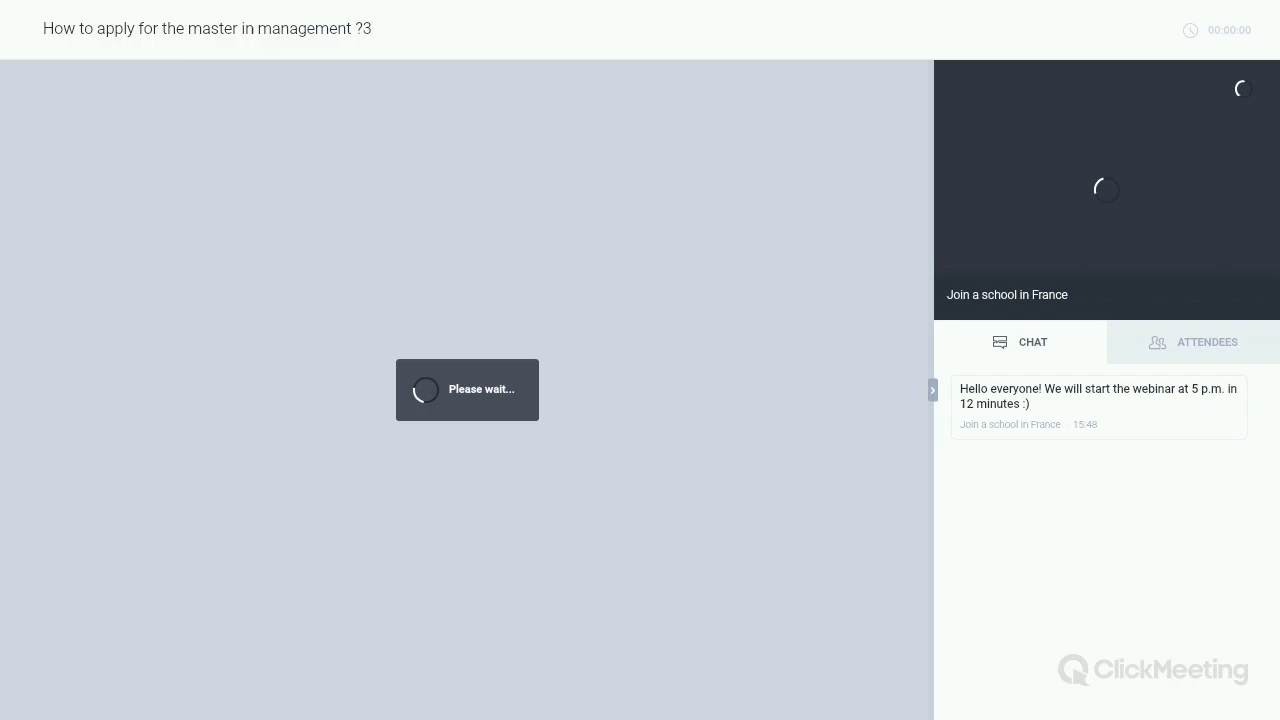 How to apply for the master in management ?3
00:00:00
Join a school in France
CHAT
ATTENDEES
Please wait...
Hello everyone! We will start the webinar at 5 p.m. in
12 minutes :)
Join a school in France 15:48
ClickMeeting